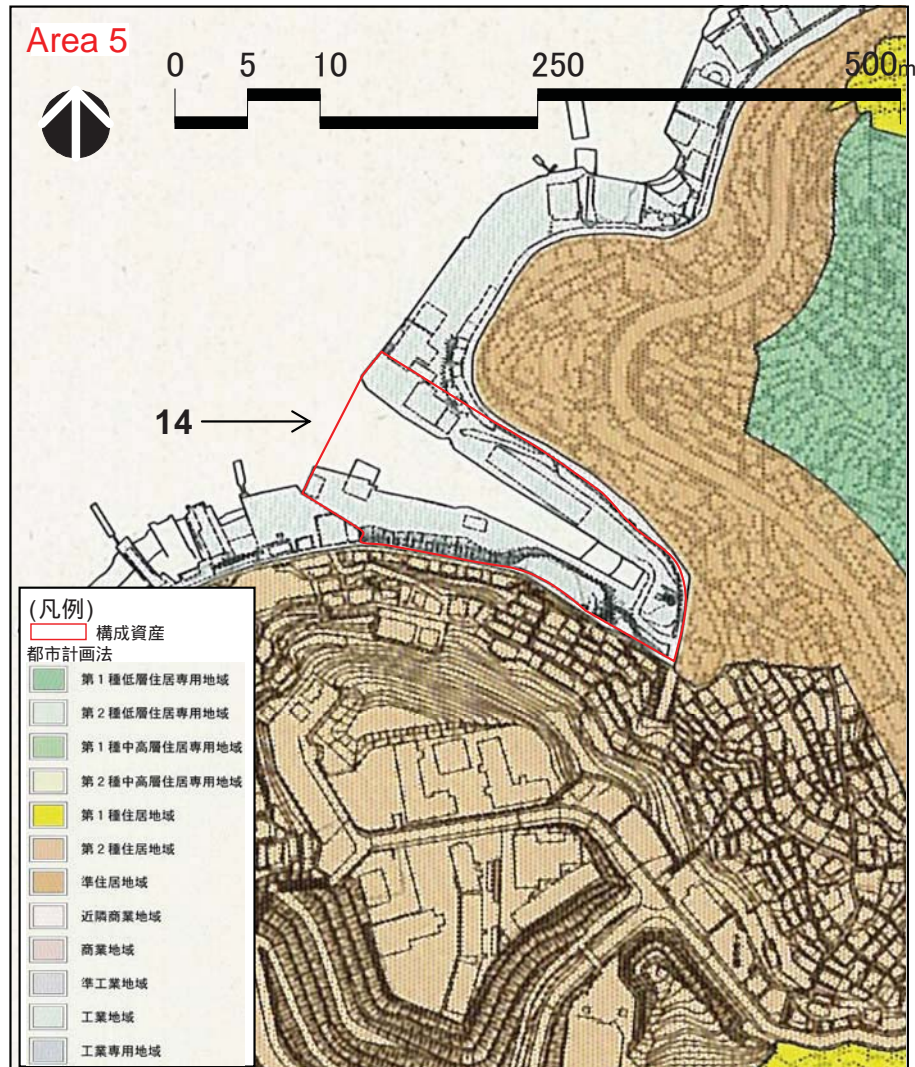 Area 5
0 5 10 250 500m
14
(凡例)
構成資産
都市計画法
第1種低層住居専用地域
第2種低層住居専用地域
第1種中高層住居専用地域
第2種中高層住居専用地域
第1種住居地域
第2種住居地域
準住居地域
近隣商業地域
商業地域
準工業地域
工業地域
工業専用地域